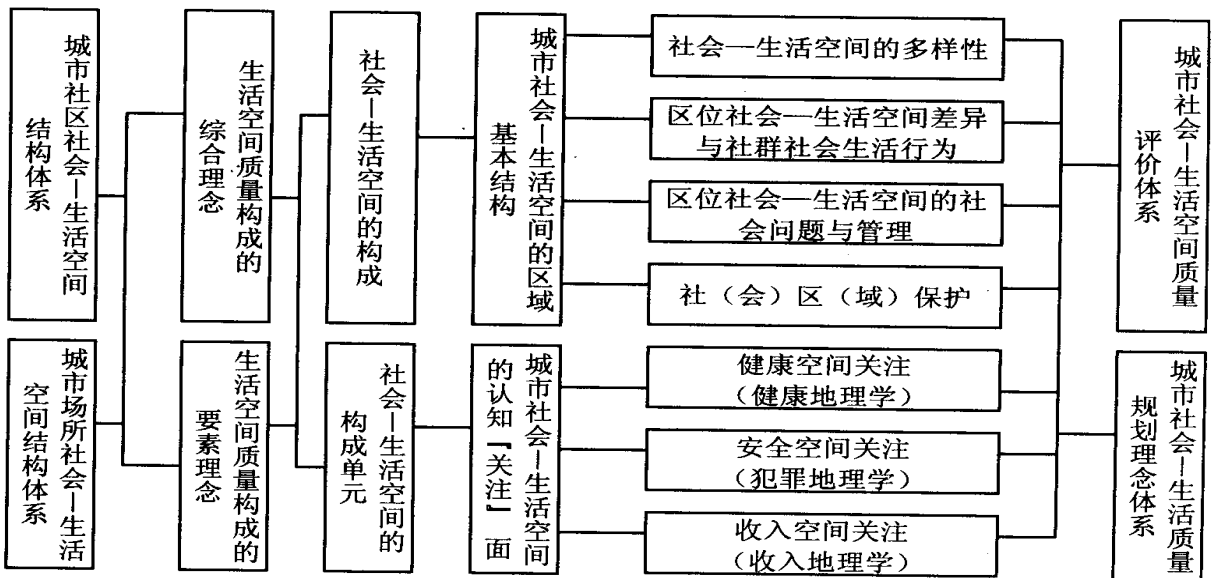 城市社区社会—生活空间
结构体系
生活空间质量构成的
综合理念
社会—生活空间的构成
城市社会—生活空间的区域
基本结构
社会—生活空间的多样性
区位社会—生活空间差异
与社群社会生活行为
区位社会—生活空间的社
会问题与管理
社（会）区（域）保护
城市社会—生活空间质量
评价体系
城市场所社会—生活
空间结构体系
生活空间质量构成的
要素理念
社会—生活空间的
构成单元
城市社会—生活空间
的认知『关注』面
健康空间关注
（健康地理学）
安全空间关注
（犯罪地理学）
收入空间关注
（收入地理学）
城市社会—生活质量
规划理念体系